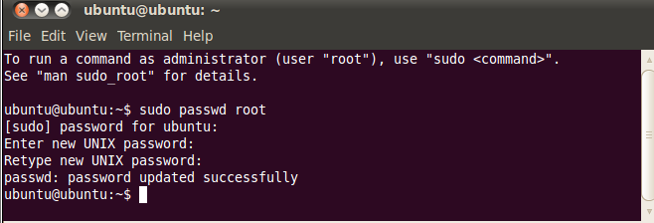 ubuntu@ubuntu: ~
File Edit View Terminal Help
To run a command as administrator (user "root"), use "sudo <command>".
See "man sudo_root" for details.
ubuntu@ubuntu:~$ sudo passwd root
[sudo] password for ubuntu:
Enter new UNIX password:
Retype new UNIX password:
passwd: password updated successfully
ubuntu@ubuntu:~$